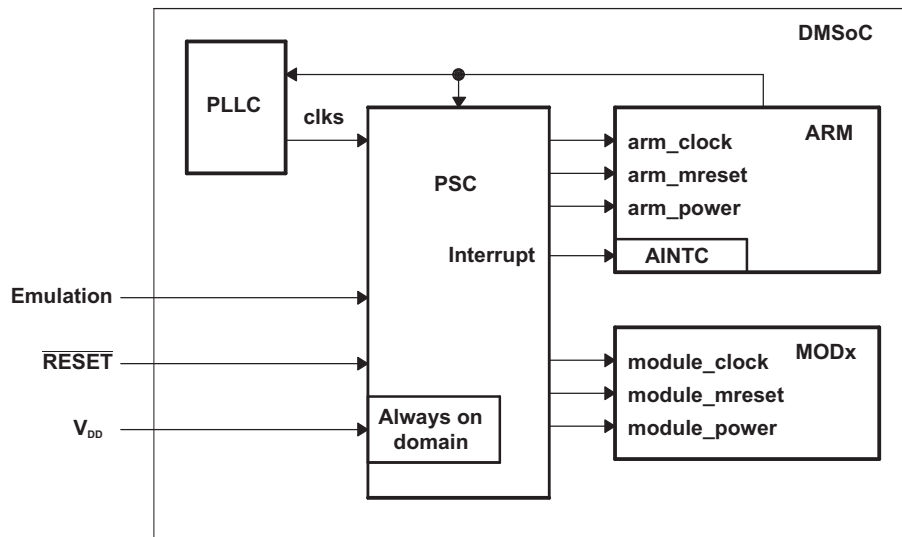 DMSoC
PLLC
clks
PSC
Interrupt
ARM
arm_clock
arm_mreset
arm_power
AINTC
Emulation
RESET
VDD
Always on
domain
MODx
module_clock
module_mreset
module_power